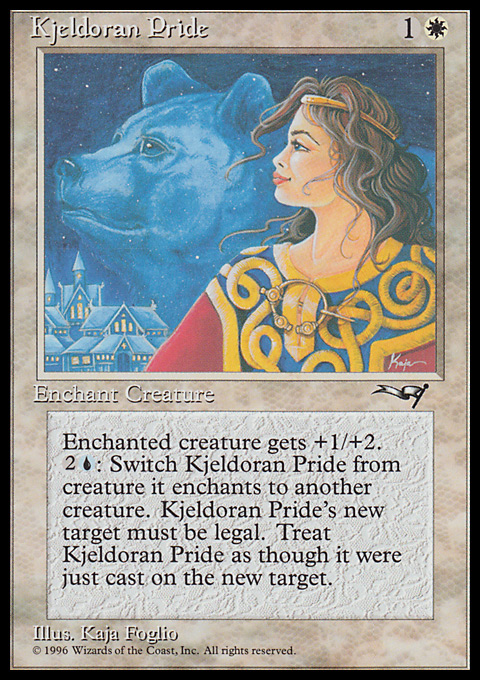 Kjeldoran Pride 1
Kaja
Enchant Creature
Enchanted creature gets +1/+2.
2: Switch Kjeldoran Pride from
creature it enchants to another
creature. Kjeldoran Pride's new
target must be legal. Treat
Kjeldoran Pride as though it were
just cast on the new target.
Illus. Kaja Foglio
© 1996 Wizards of the Coast, Inc. All rights reserved.